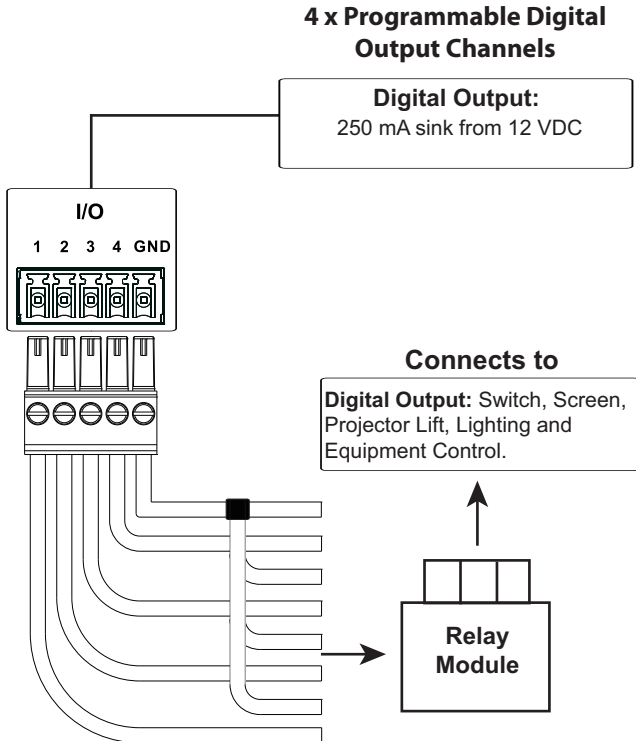 4 x Programmable Digital
Output Channels
Digital Output:
250 mA sink from 12 VDC
I/O
1 2 3 4 GND
Connects to
Digital Output: Switch, Screen,
Projector Lift, Lighting and
Equipment Control.
Relay
Module